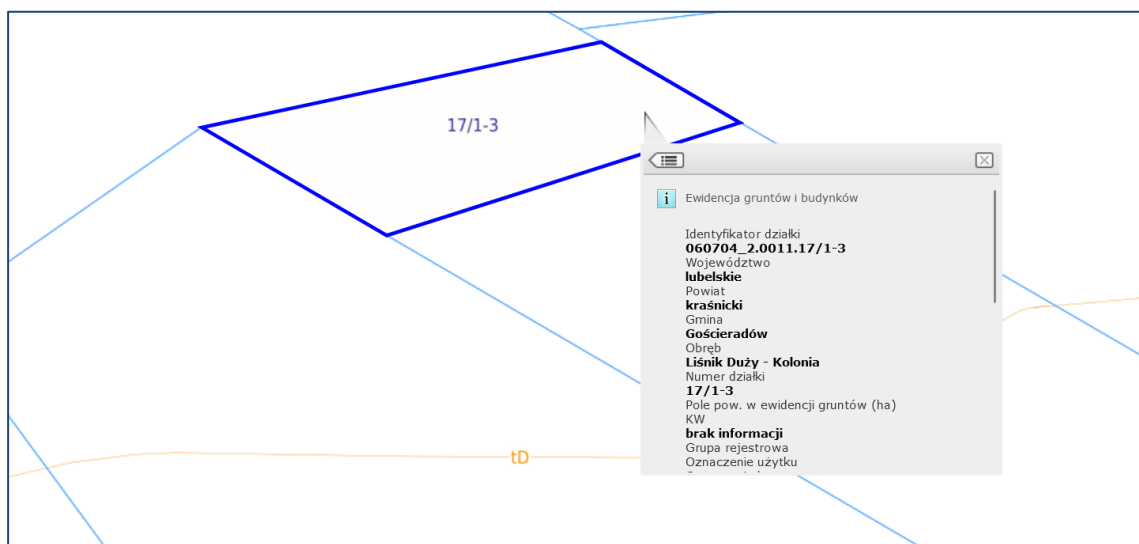 17/1-3
i Ewidencja gruntów i budynków
Identyfikator działki
060704_2.0011.17/1-3
Województwo
lubelskie
Powiat
kraśnicki
Gmina
Gościeradów
Obręb
Liśnik Duży - Kolonia
Numer działki
17/1-3
Pole pow. w ewidencji gruntów (ha)
KW
brak informacji
Grupa rejestrowa
Oznaczenie użytku
tD